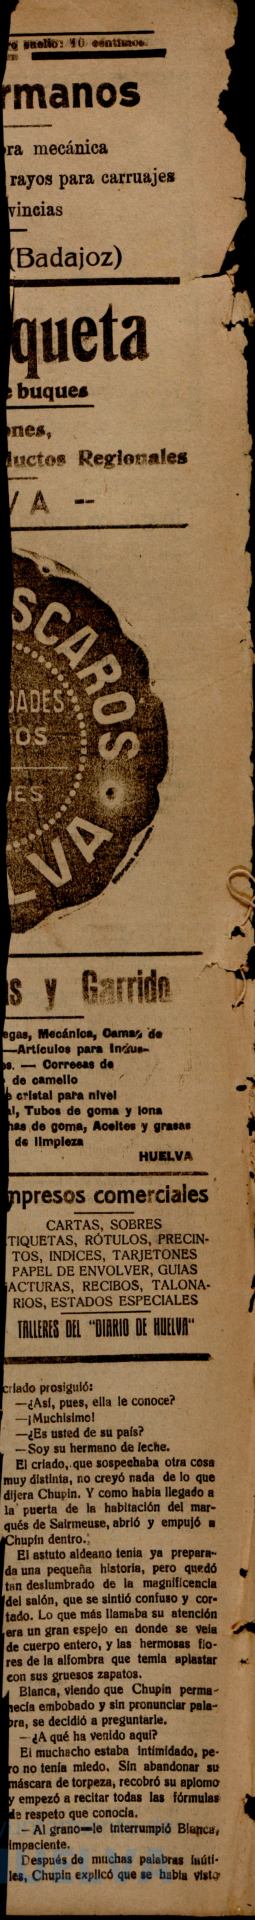 suelto: 10 centimos.
rmanos
ra mecánica
rayos para carruajes
vincias
(Badajoz)
queta
e buques
ones,
ductos Regionales
VA --
SCAROS
DADES
OS
ES
LVA
s y Garrido
egas, Mecánica, Camas de
—Artículos para Indus-
s. — Correas de
de camello
cristal para nivel
l, Tubos de goma y lona
has de goma, Aceites y grasas
de limpieza
HUELVA
mpresos comerciales
CARTAS, SOBRES
TIQUETAS, RÓTULOS, PRECIN-
TOS, INDICES, TARJETONES
PAPEL DE ENVOLVER, GUIAS
ACTURAS, RECIBOS, TALONA-
RIOS, ESTADOS ESPECIALES
TALLERES DEL "DIARIO DE HUELVA"
criado prosiguió:
—¿Así, pues, ella le conoce?
—¡Muchísimo!
—¿Es usted de su país?
—Soy su hermano de leche.
El criado, que sospechaba otra cosa
muy distinta, no creyó nada de lo que
dijera Chupin. Y como había llegado a
la puerta de la habitación del mar-
qués de Sairmeuse, abrió y empujó a
Chupin dentro.
El astuto aldeano tenía ya prepara-
da una pequeña historia, pero quedó
tan deslumbrado de la magnificencia
del salón, que se sintió confuso y cor-
tado. Lo que más llamaba su atención
era un gran espejo en donde se veía
de cuerpo entero, y las hermosas flo-
res de la alfombra que temía aplastar
con sus gruesos zapatos.
Blanca, viendo que Chupin perma-
necía embobado y sin pronunciar pala-
bra, se decidió a preguntarle.
—¿A qué ha venido aquí?
El muchacho estaba intimidado, pe-
ro no tenía miedo. Sin abandonar su
máscara de torpeza, recobró su aplomo
y empezó a recitar todas las fórmulas
de respeto que conocía.
—Al grano—le interrumpió Blanca,
impaciente.
Después de muchas palabras inúti-
les, Chupin explicó que se había visto